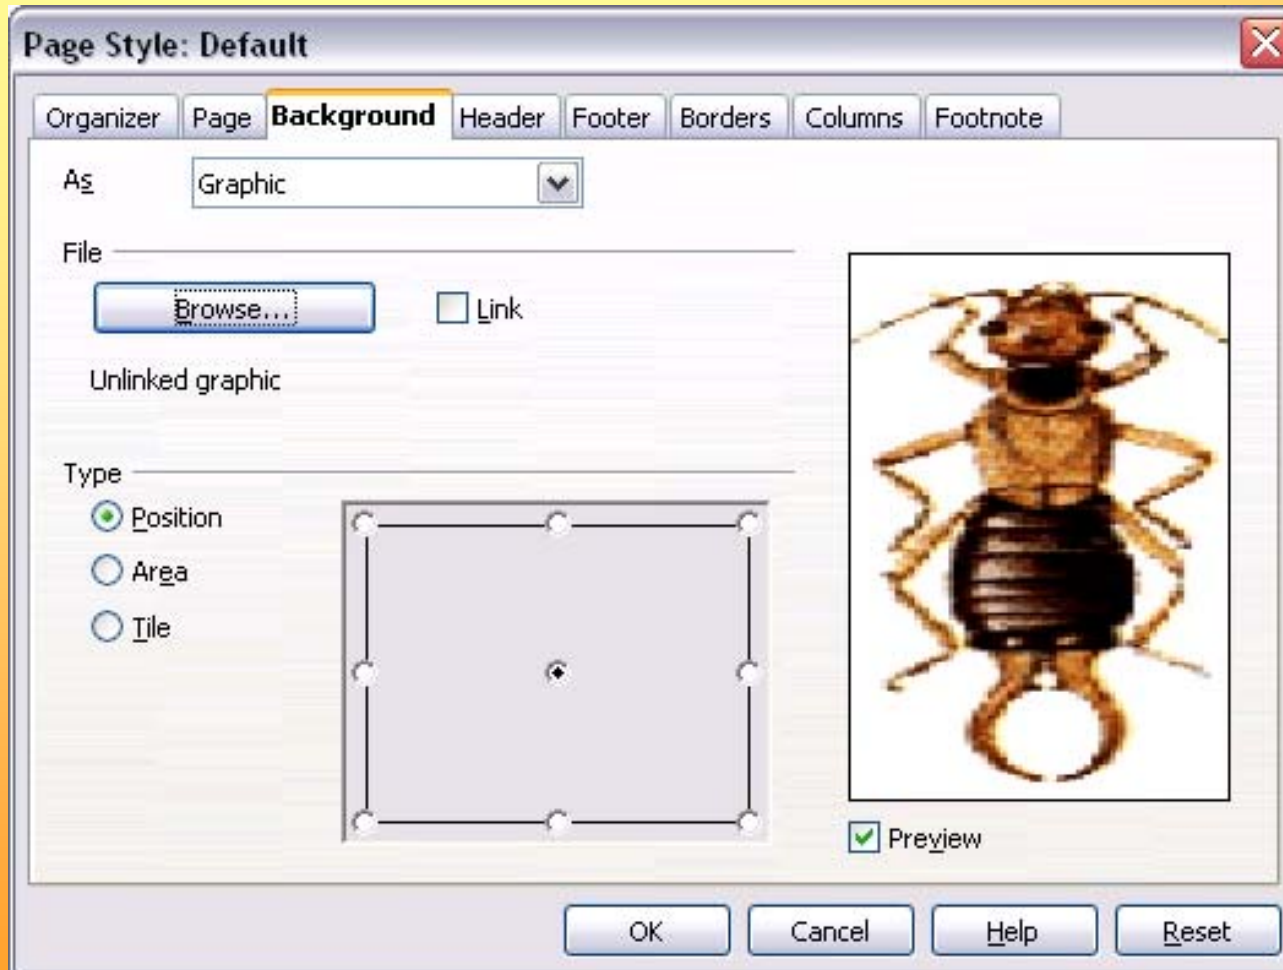 Page Style: Default
Organizer Page Background Header Footer Borders Columns Footnote
As Graphic
File
Browse... Link
Unlinked graphic
Type
Position
Area
Tile
Preview
OK Cancel Help Reset